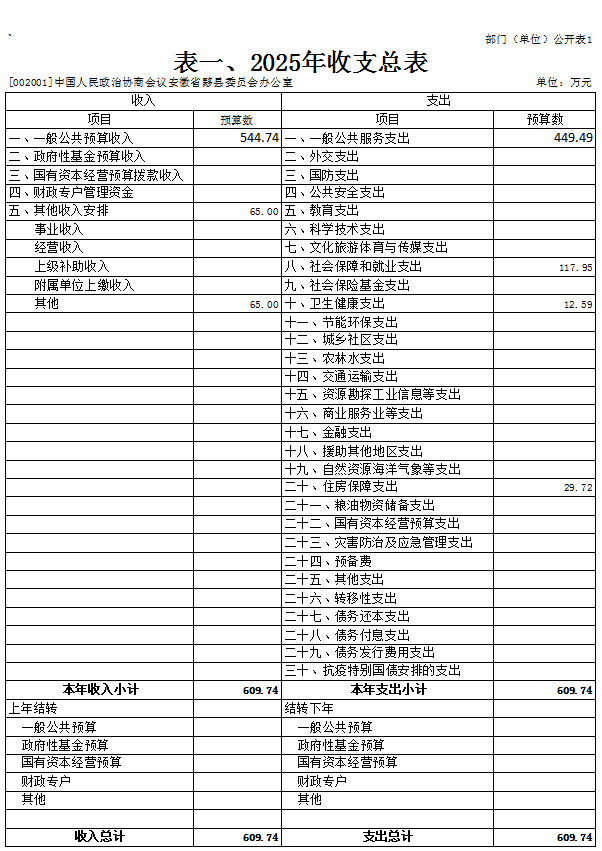 `
部门（单位）公开表1
表一、2025年收支总表
[002001]中国人民政治协商会议安徽省黟县委员会办公室 单位：万元
收入 支出
项目 预算数 项目 预算数
一、一般公共预算收入 544.74 一、一般公共服务支出 449.49
二、政府性基金预算收入 二、外交支出
三、国有资本经营预算拨款收入 三、国防支出
四、财政专户管理资金 四、公共安全支出
五、其他收入安排 65.00 五、教育支出
事业收入 六、科学技术支出
经营收入 七、文化旅游体育与传媒支出
上级补助收入 八、社会保障和就业支出 117.95
附属单位上缴收入 九、社会保险基金支出
其他 65.00 十、卫生健康支出 12.59
十一、节能环保支出
十二、城乡社区支出
十三、农林水支出
十四、交通运输支出
十五、资源勘探工业信息等支出
十六、商业服务业等支出
十七、金融支出
十八、援助其他地区支出
十九、自然资源海洋气象等支出
二十、住房保障支出 29.72
二十一、粮油物资储备支出
二十二、国有资本经营预算支出
二十三、灾害防治及应急管理支出
二十四、预备费
二十五、其他支出
二十六、转移性支出
二十七、债务还本支出
二十八、债务付息支出
二十九、债务发行费用支出
三十、抗疫特别国债安排的支出
本年收入小计 609.74 本年支出小计 609.74
上年结转 结转下年
一般公共预算 一般公共预算
政府性基金预算 政府性基金预算
国有资本经营预算 国有资本经营预算
财政专户 财政专户
其他 其他
收入总计 609.74 支出总计 609.74